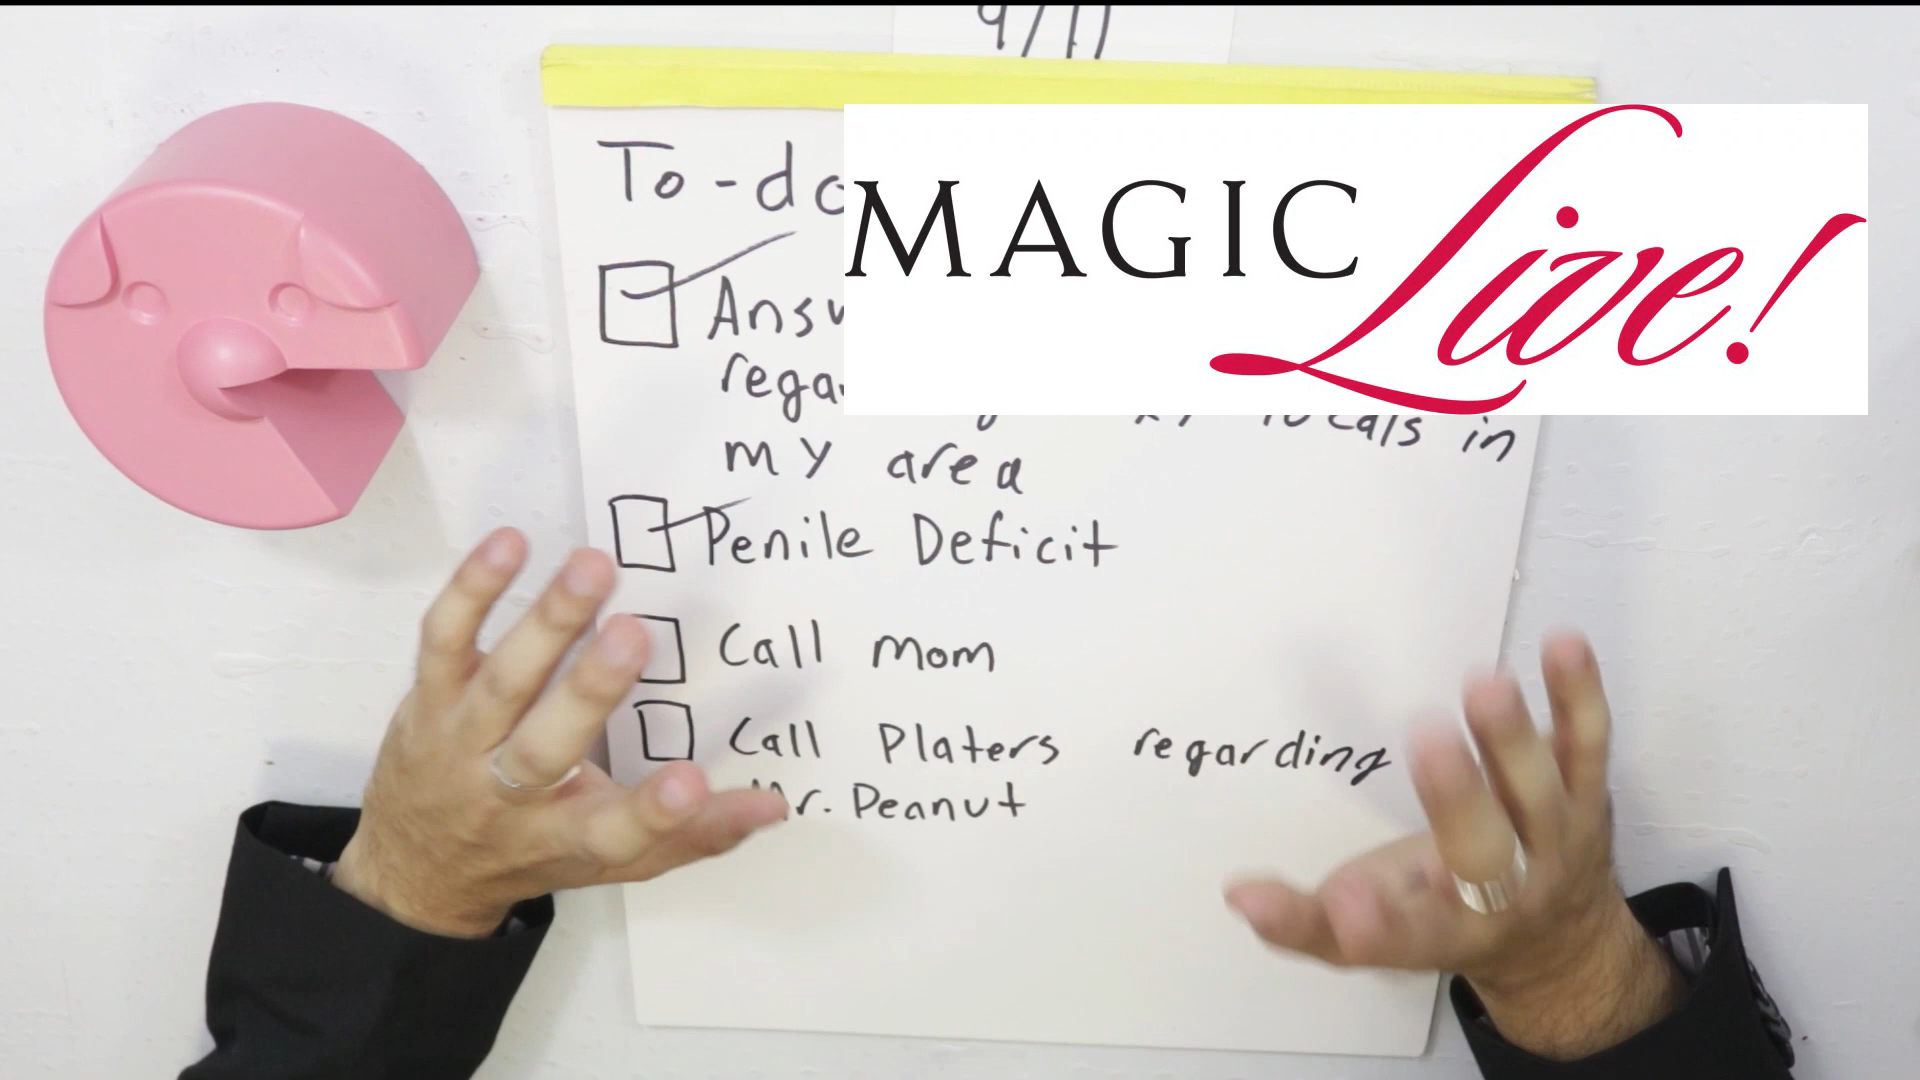 9/11
To-do
MAGIC Live!
Answ
rega
locals in
my area
Penile Deficit
Call Mom
Call Platers regarding
Mr. Peanut